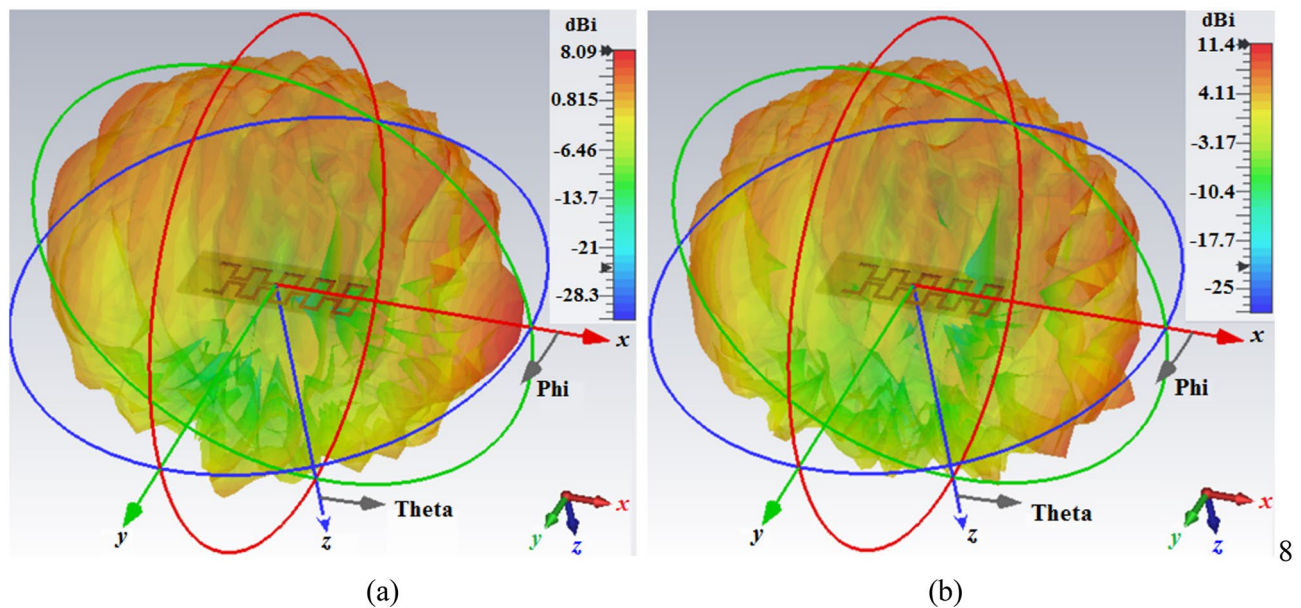 dBi
8.09
0.815
-6.46
-13.7
-21
-28.3
x
Phi
Theta
y
z
x
y
z
(a)
dBi
11.4
4.11
-3.17
-10.4
-17.7
-25
x
Phi
Theta
y
z
x
y
z
8
(b)